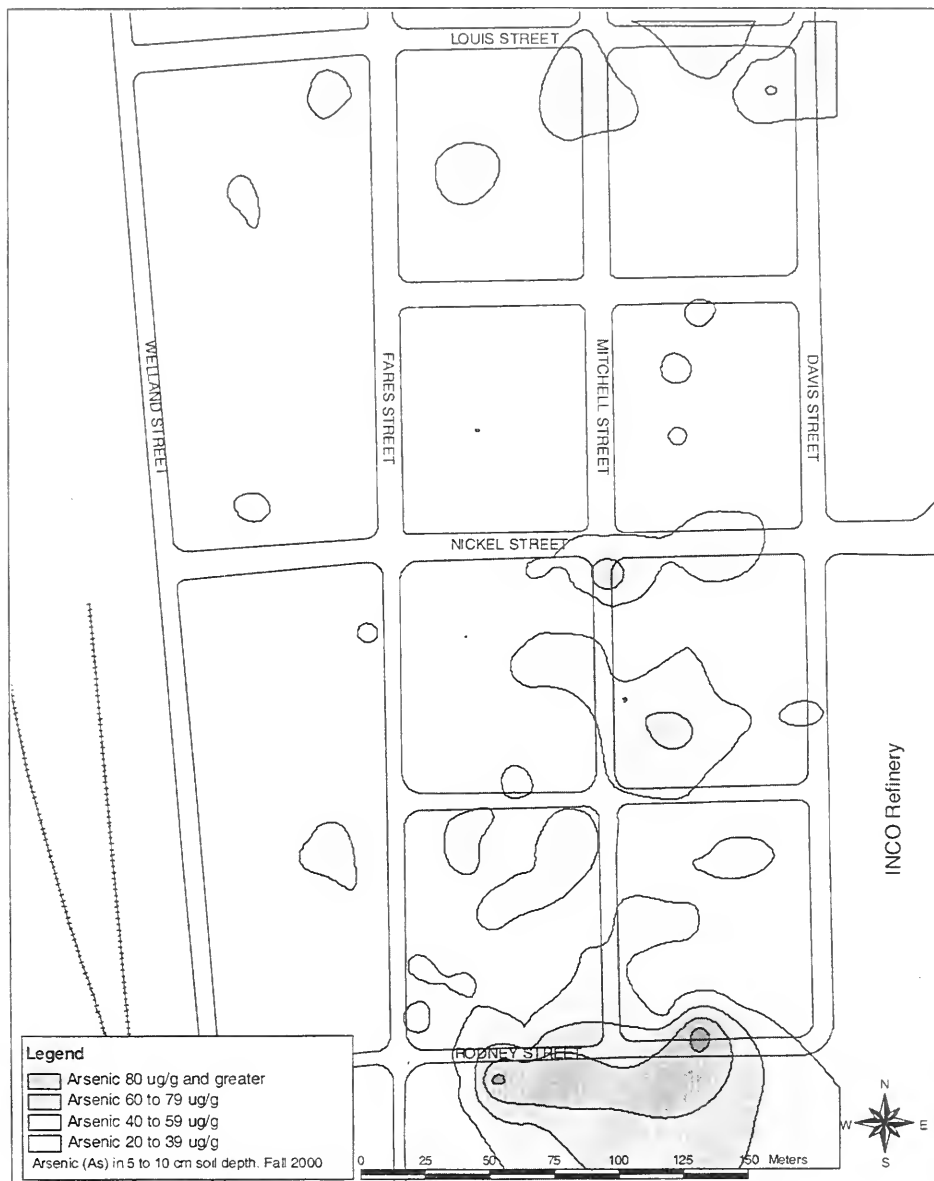 LOUIS STREET
WELLAND STREET
FARES STREET
MITCHELL STREET
DAVIS STREET
NICKEL STREET
INCO Refinery
RODNEY STREET
Legend
Arsenic 80 ug/g and greater
Arsenic 60 to 79 ug/g
Arsenic 40 to 59 ug/g
Arsenic 20 to 39 ug/g
Arsenic (As) in 5 to 10 cm soil depth. Fall 2000
0 25 50 75 100 150 Meters
N
W E
S